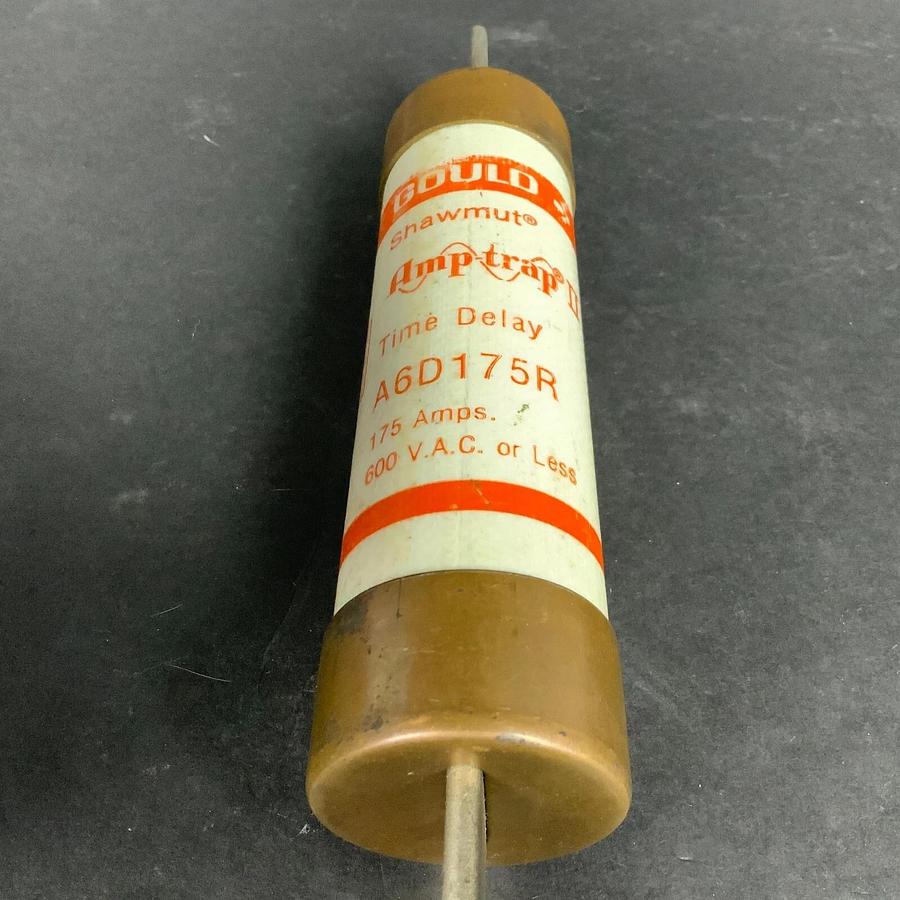 GOULD
Shawmut®
Amp-trap® II
Time Delay
A6D175R
175 Amps.
600 V.A.C. or Less